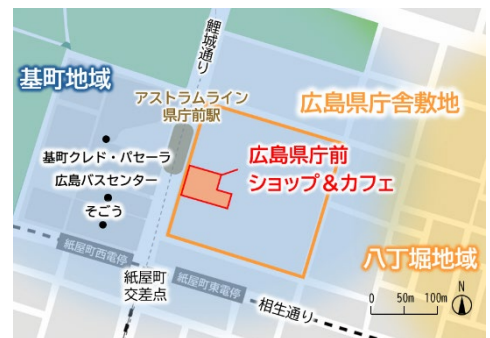 鯉城通り
基町地域
アストラムライン
県庁前駅
広島県庁舎敷地
基町クレド・パセーラ
広島バスセンター
そごう
広島県庁前
ショップ&カフェ
紙屋町西電停
紙屋町東電停
八丁堀地域
紙屋町
交差点
相生通り
0 50m 100m
N